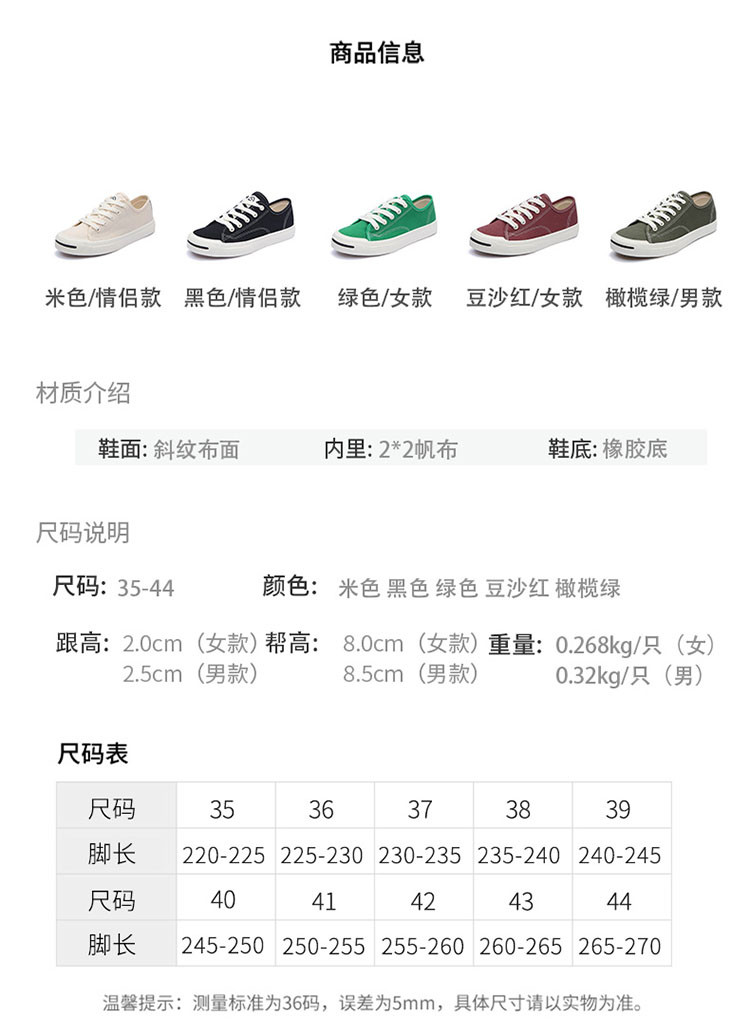 商品信息
米色/情侣款 黑色/情侣款 绿色/女款 豆沙红/女款 橄榄绿/男款
材质介绍
鞋面: 斜纹布面 内里: 2*2帆布 鞋底: 橡胶底
尺码说明
尺码: 35-44 颜色: 米色 黑色 绿色 豆沙红 橄榄绿
跟高: 2.0cm（女款）帮高: 8.0cm（女款）重量: 0.268kg/只（女）
2.5cm（男款） 8.5cm（男款） 0.32kg/只（男）
尺码表
尺码 35 36 37 38 39
脚长 220-225 225-230 230-235 235-240 240-245
尺码 40 41 42 43 44
脚长 245-250 250-255 255-260 260-265 265-270
温馨提示：测量标准为36码，误差为5mm，具体尺寸请以实物为准。